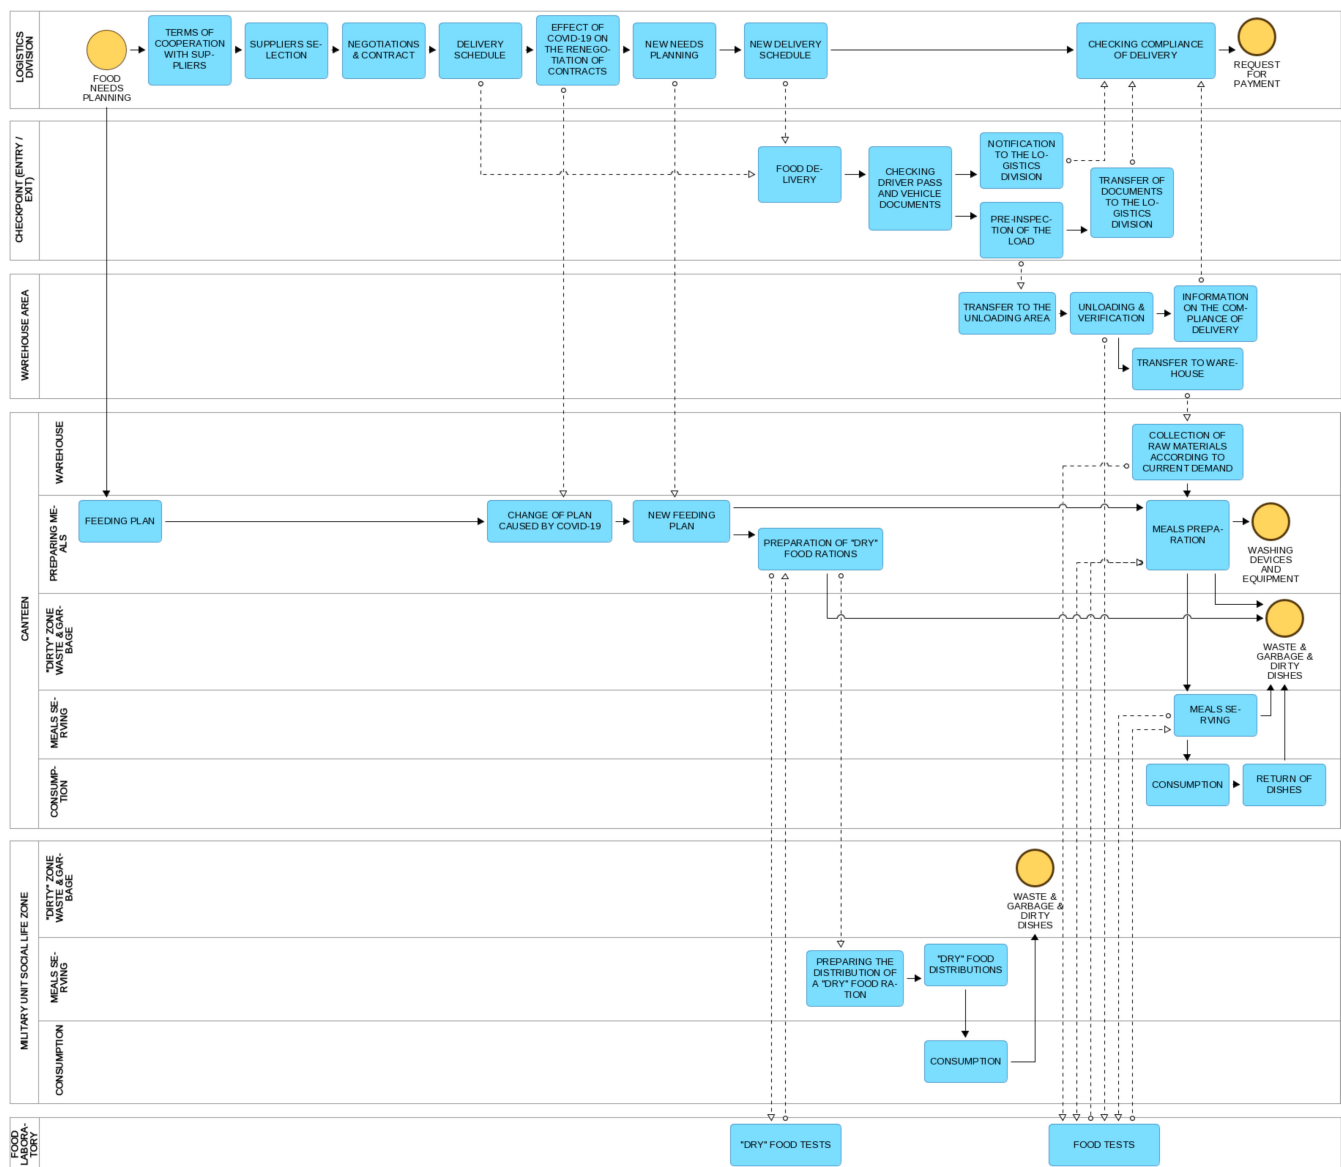 LOGISTICS
DIVISION
FOOD
NEEDS
PLANNING
TERMS OF
COOPERATION
WITH SUP-
PLIERS
SUPPLIERS SE-
LECTION
NEGOTIATIONS
& CONTRACT
DELIVERY
SCHEDULE
EFFECT OF
COVID-19 ON
THE RENEGO-
TIATION OF
CONTRACTS
NEW NEEDS
PLANNING
NEW DELIVERY
SCHEDULE
CHECKING COMPLIANCE
OF DELIVERY
REQUEST
FOR
PAYMENT
CHECKPOINT (ENTRY /
EXIT)
FOOD DE-
LIVERY
CHECKING
DRIVER PASS
AND VEHICLE
DOCUMENTS
NOTIFICATION
TO THE LO-
GISTICS
DIVISION
PRE-INSPEC-
TION OF THE
LOAD
TRANSFER OF
DOCUMENTS
TO THE LO-
GISTICS
DIVISION
WAREHOUSE AREA
TRANSFER TO THE
UNLOADING AREA
UNLOADING &
VERIFICATION
INFORMATION
ON THE COM-
PLIANCE OF
DELIVERY
TRANSFER TO WARE-
HOUSE
CANTEEN
WAREHOUSE
COLLECTION OF
RAW MATERIALS
ACCORDING TO
CURRENT DEMAND
PREPARING ME-
ALS
FEEDING PLAN
CHANGE OF PLAN
CAUSED BY COVID-19
NEW FEEDING
PLAN
PREPARATION OF "DRY"
FOOD RATIONS
MEALS PREPA-
RATION
WASHING
DEVICES
AND
EQUIPMENT
"DIRTY" ZONE
WASTE & GAR-
BAGE
WASTE &
GARBAGE &
DIRTY
DISHES
MEALS SE-
RVING
MEALS SE-
RVING
CONSUMP-
TION
CONSUMPTION
RETURN OF
DISHES
MILITARY UNIT SOCIAL LIFE ZONE
"DIRTY" ZONE
WASTE & GAR-
BAGE
WASTE &
GARBAGE &
DIRTY
DISHES
MEALS SE-
RVING
PREPARING THE
DISTRIBUTION OF
A "DRY" FOOD RA-
TION
"DRY" FOOD
DISTRIBUTIONS
CONSUMPTION
CONSUMPTION
FOOD
LABORA-
TORY
"DRY" FOOD TESTS
FOOD TESTS